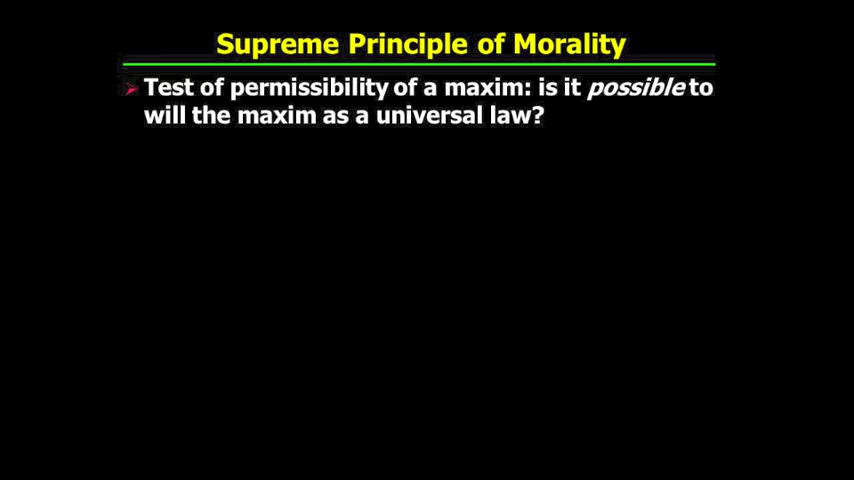 Supreme Principle of Morality
Test of permissibility of a maxim: is it possible to
will the maxim as a universal law?